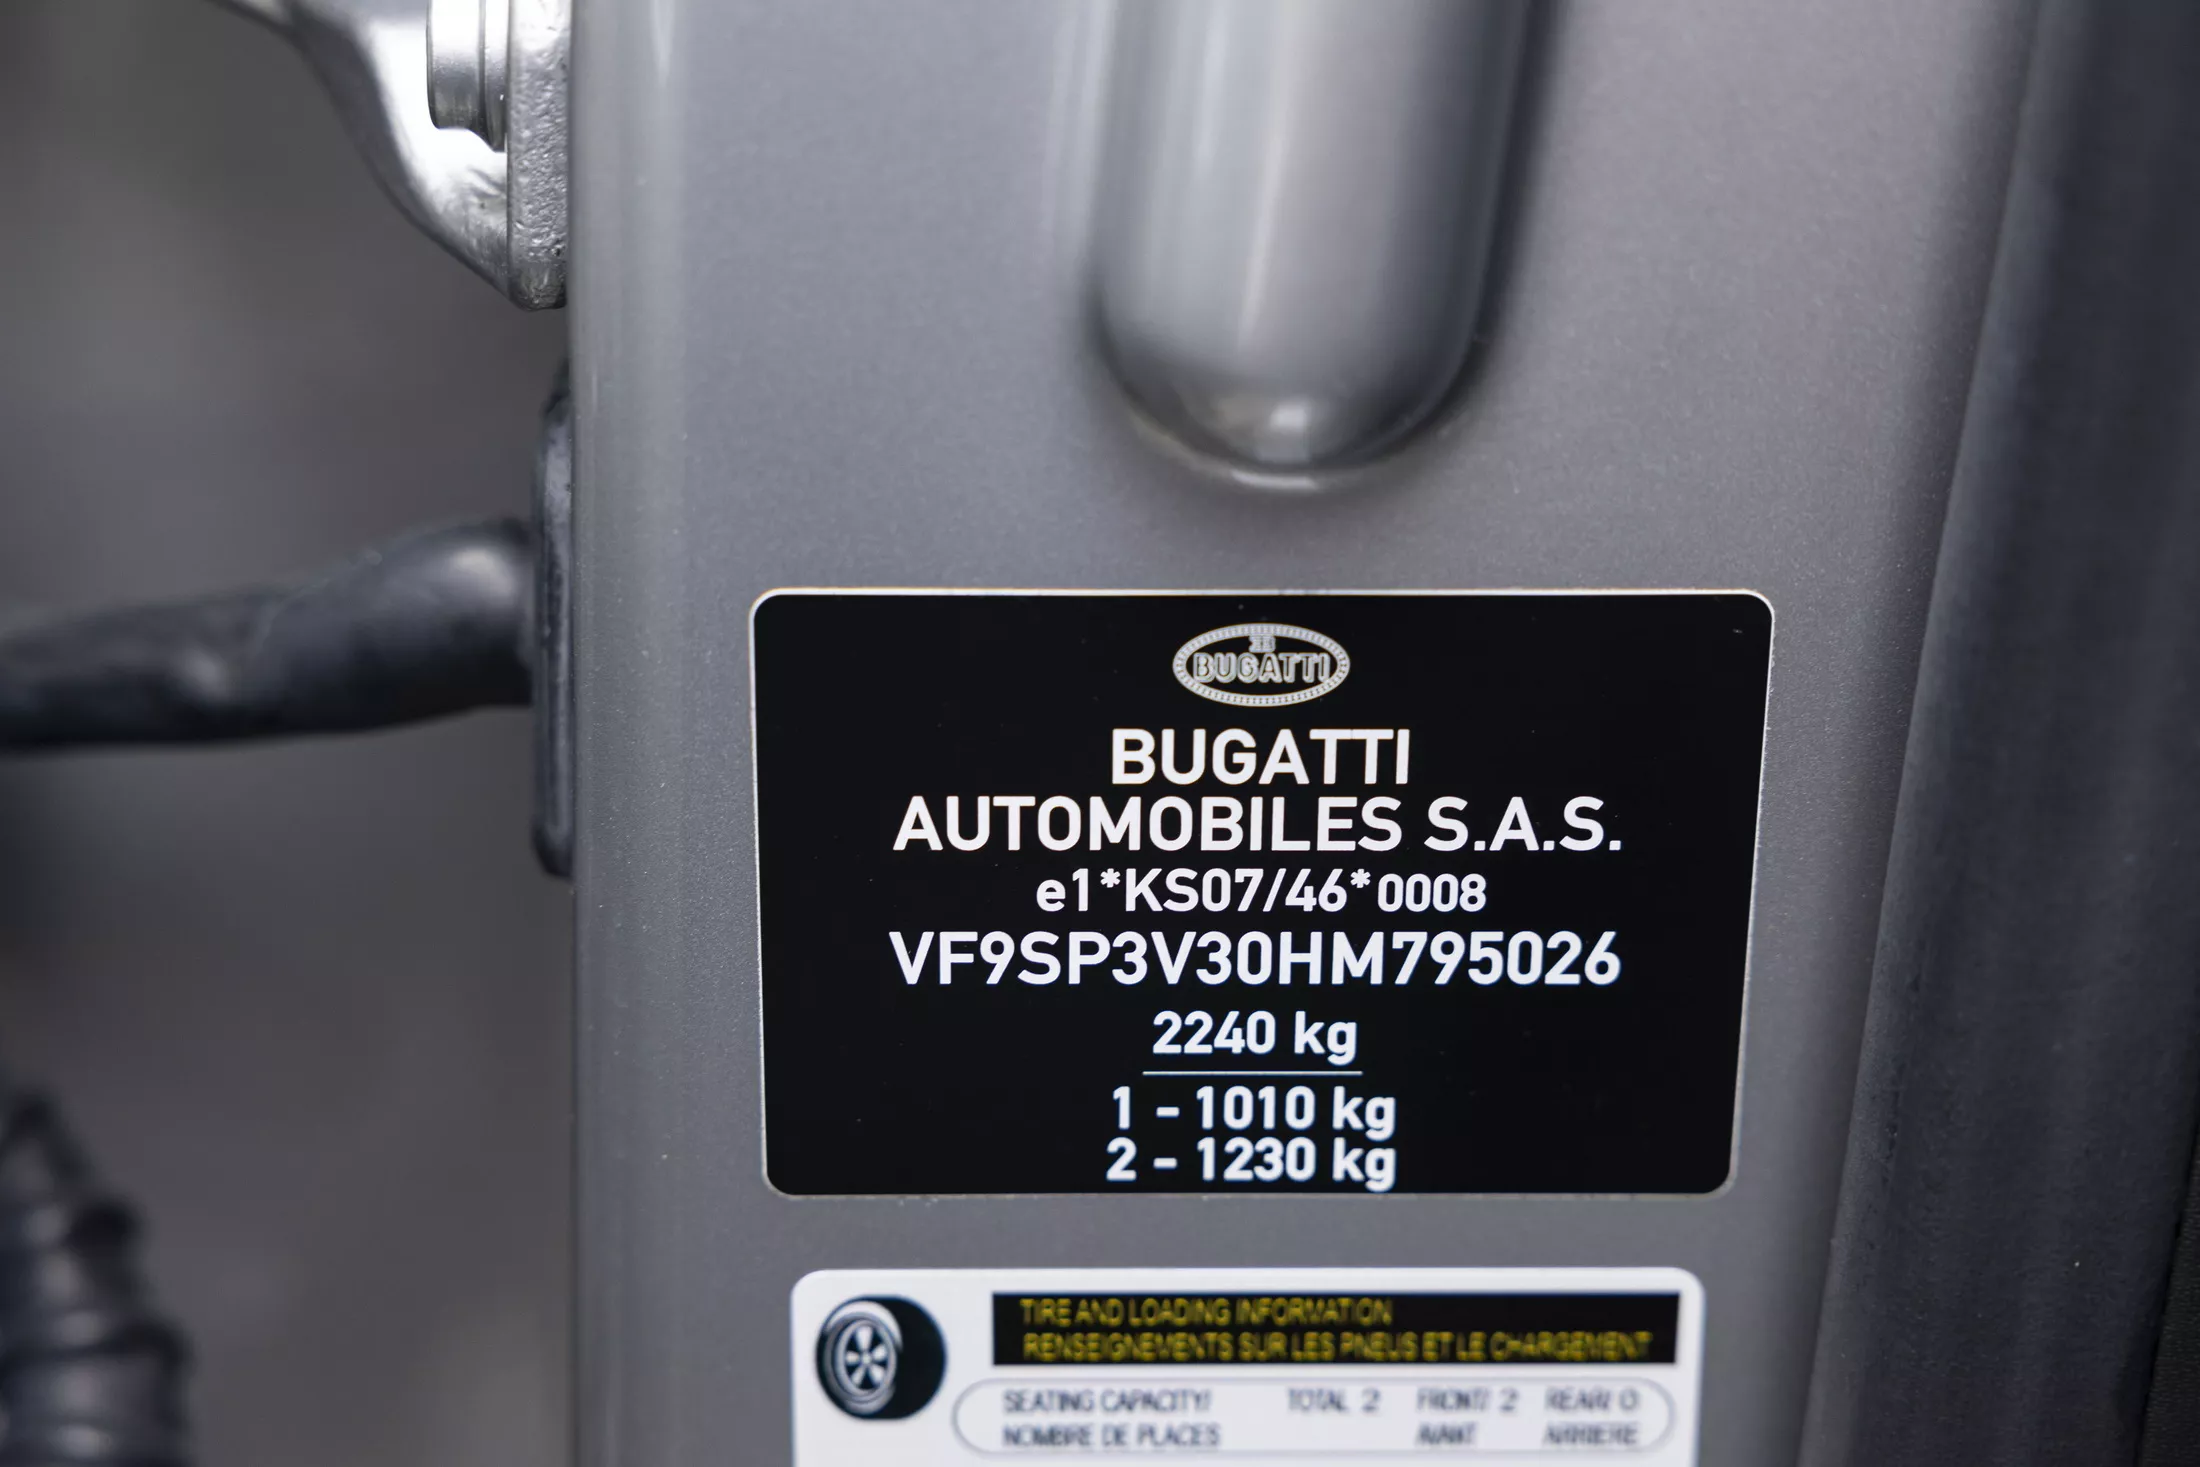 BUGATTI
BUGATTI
AUTOMOBILES S.A.S.
e1*KS07/46*0008
VF9SP3V30HM795026
2240 kg
1 - 1010 kg
2 - 1230 kg
TIRE AND LOADING INFORMATION
RENSEIGNEMENTS SUR LES PNEUS ET LE CHARGEMENT
SEATING CAPACITY/ TOTAL 2 FRONT/ 2 REAR/ 0
NOMBRE DE PLACES AVANT ARRIERE